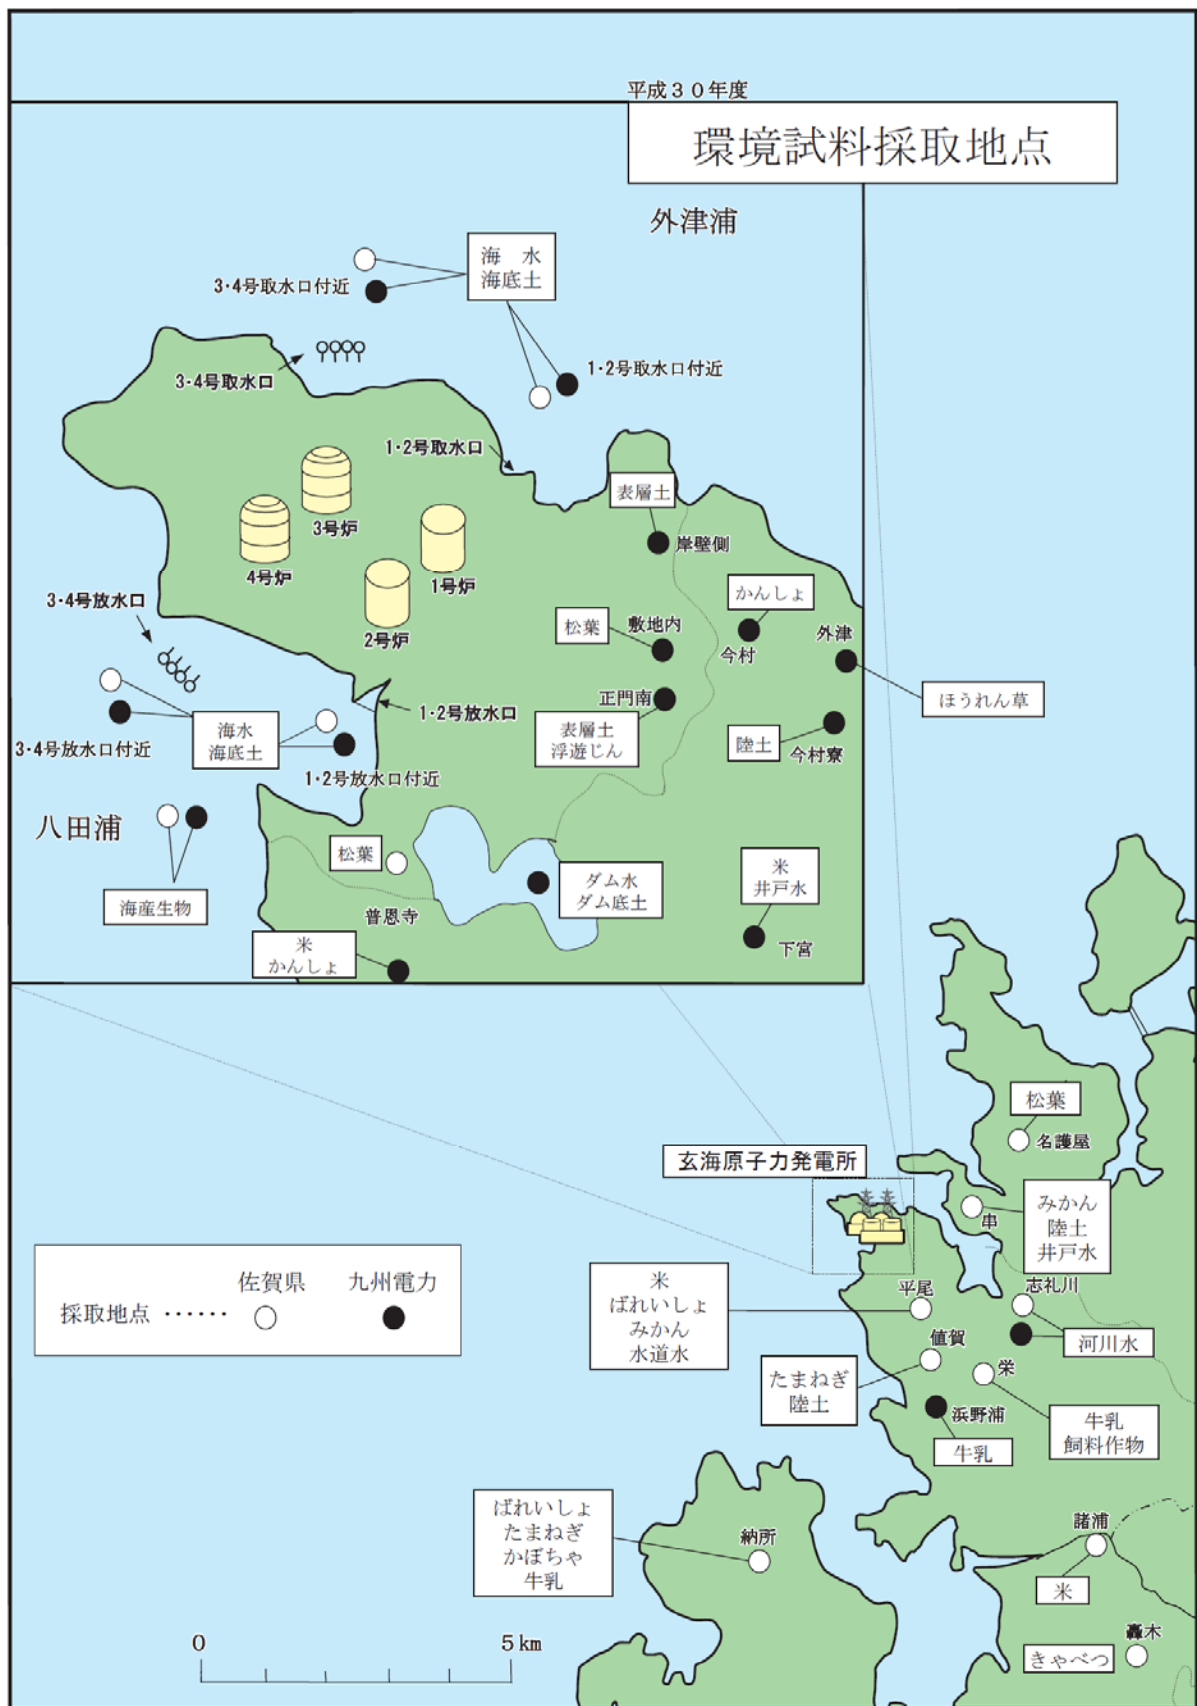 平成３０年度
環境試料採取地点
外津浦
海　水
海底土
3･4号取水口付近
1･2号取水口付近
3･4号取水口
1･2号取水口
表層土
岸壁側
3号炉
4号炉
1号炉
2号炉
かんしょ
今村
松葉
敷地内
外津
ほうれん草
正門南
表層土
浮遊じん
陸土
今村寮
3･4号放水口
1･2号放水口
海水
海底土
3･4号放水口付近
1･2号放水口付近
八田浦
海産生物
松葉
普恩寺
ダム水
ダム底土
米
井戸水
下宮
米
かんしょ
松葉
名護屋
玄海原子力発電所
串
みかん
陸土
井戸水
佐賀県　九州電力
採取地点 ‥‥‥
米
ばれいしょ
みかん
水道水
平尾
志礼川
河川水
値賀
たまねぎ
陸土
栄
牛乳
飼料作物
浜野浦
牛乳
ばれいしょ
たまねぎ
かぼちゃ
牛乳
納所
諸浦
米
轟木
きゃべつ
0
5km